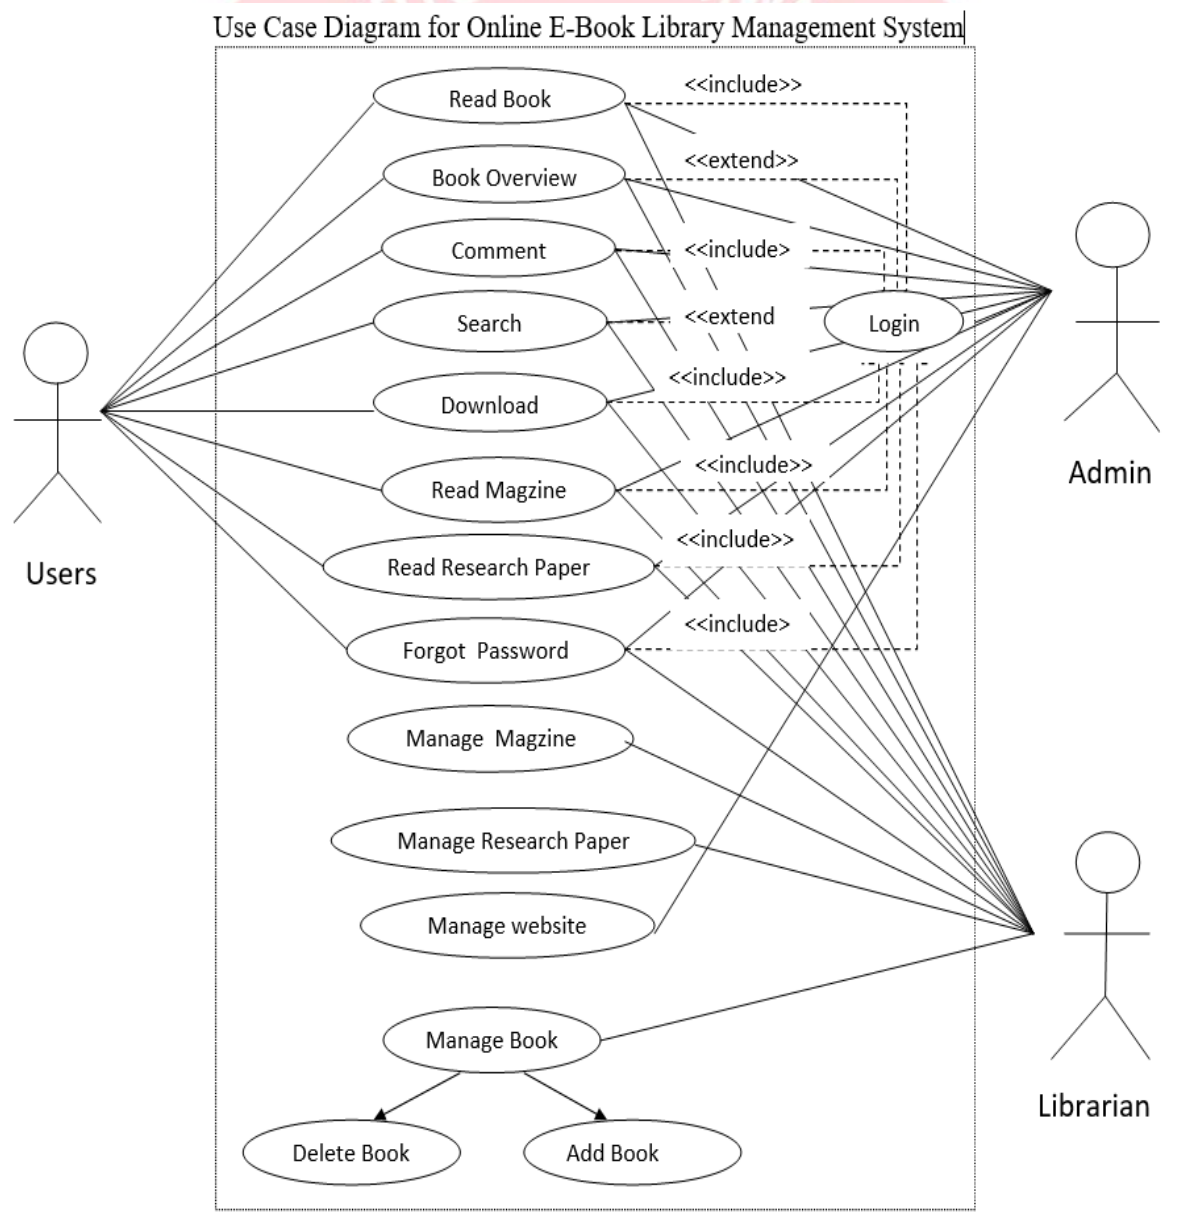 Use Case Diagram for Online E-Book Library Management System
Read Book
<<include>>
Book Overview
<<extend>>
Comment
<<include>
Search
<<extend
Login
Download
<<include>>
Read Magzine
<<include>>
Read Research Paper
<<include>>
Forgot Password
<<include>
Manage Magzine
Manage Research Paper
Manage website
Manage Book
Delete Book
Add Book
Users
Admin
Librarian